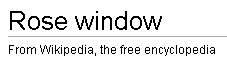 Rose window
From Wikipedia, the free encyclopedia